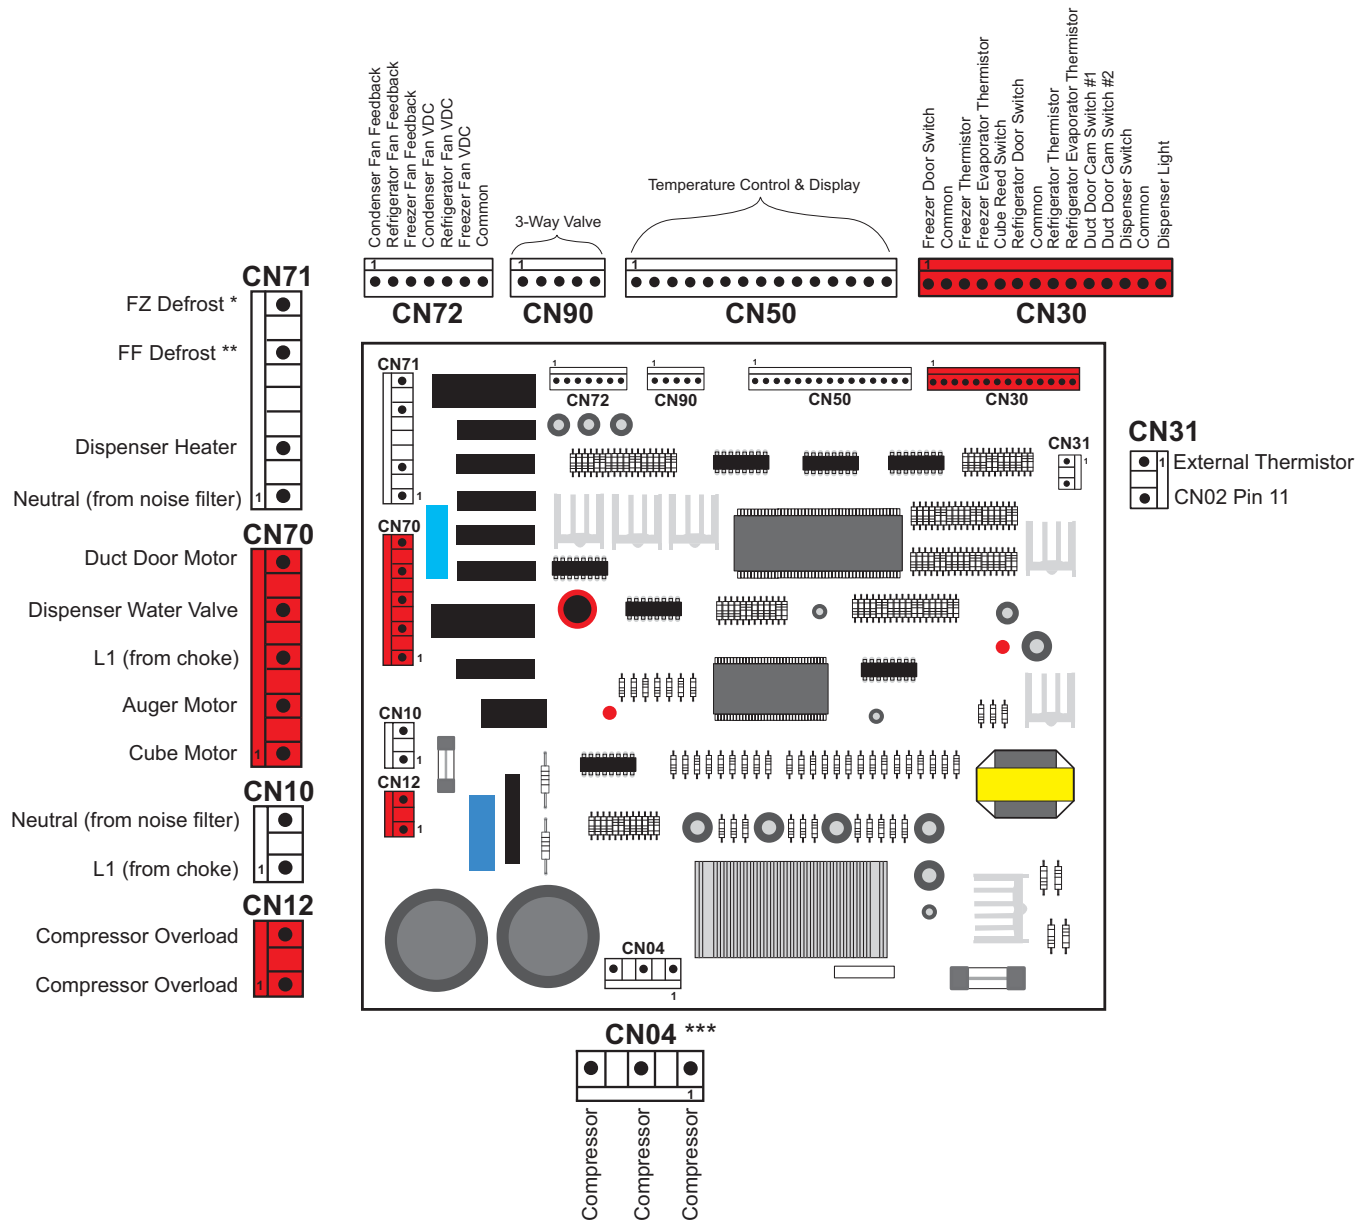 Condenser Fan Feedback
Refrigerator Fan Feedback
Freezer Fan Feedback
Condenser Fan VDC
Refrigerator Fan VDC
Freezer Fan VDC
Common
3-Way Valve
Temperature Control & Display
Freezer Door Switch
Common
Freezer Thermistor
Freezer Evaporator Thermistor
Cube Reed Switch
Refrigerator Door Switch
Common
Refrigerator Thermistor
Refrigerator Evaporator Thermistor
Duct Door Cam Switch #1
Duct Door Cam Switch #2
Dispenser Switch
Common
Dispenser Light
1
1
1
1
CN72
CN90
CN50
CN30
CN71
FZ Defrost *
FF Defrost **
Dispenser Heater
Neutral (from noise filter)
1
CN70
Duct Door Motor
Dispenser Water Valve
L1 (from choke)
Auger Motor
Cube Motor
1
CN10
Neutral (from noise filter)
L1 (from choke)
1
CN12
Compressor Overload
Compressor Overload
1
CN71
1
CN70
1
CN10
1
CN12
1
1
CN72
1
CN90
1
CN50
1
CN30
CN31
1
CN04
1
CN31
1
External Thermistor
CN02 Pin 11
CN04 ***
1
Compressor
Compressor
Compressor